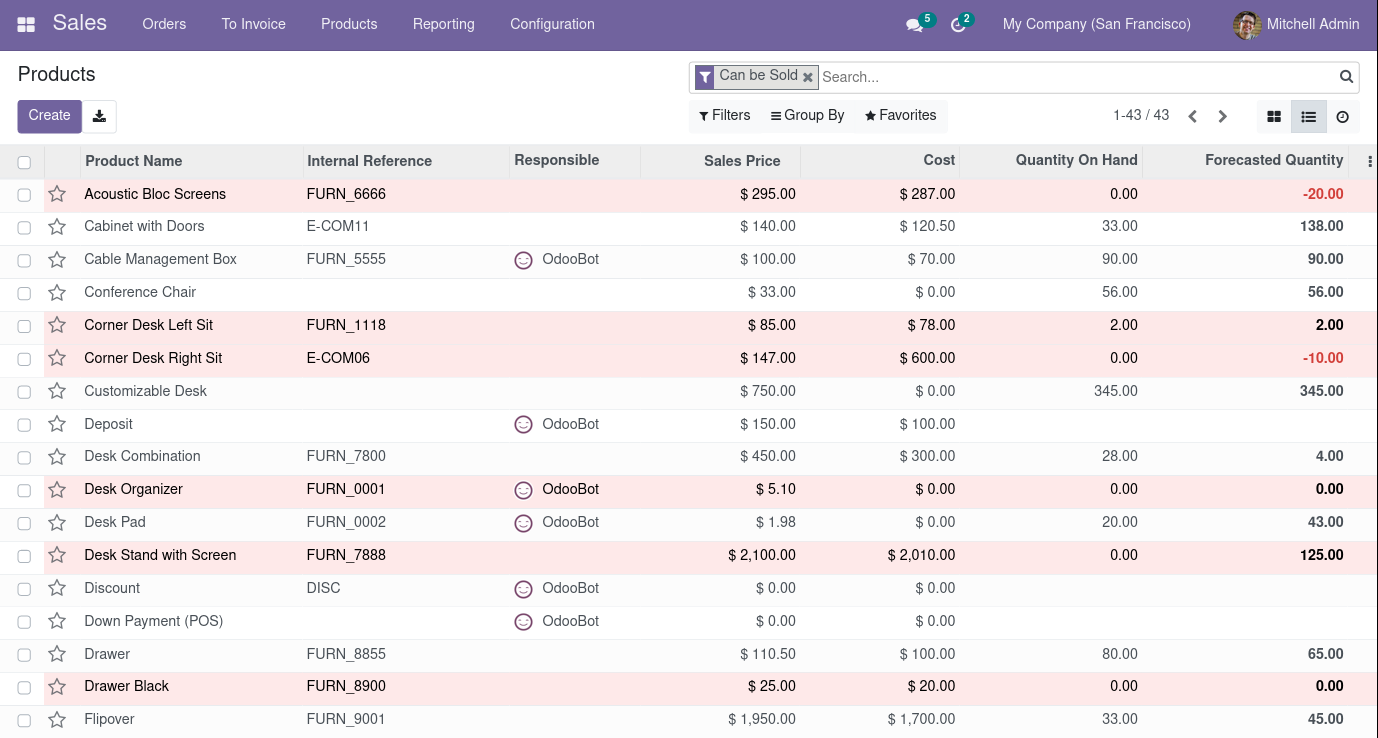 Sales Orders To Invoice Products Reporting Configuration 5 2 My Company (San Francisco) Mitchell Admin
Products Can be Sold Search...
Create Filters Group By Favorites 1-43 / 43
Product Name Internal Reference Responsible Sales Price Cost Quantity On Hand Forecasted Quantity
Acoustic Bloc Screens FURN_6666 $ 295.00 $ 287.00 0.00 -20.00
Cabinet with Doors E-COM11 $ 140.00 $ 120.50 33.00 138.00
Cable Management Box FURN_5555 OdooBot $ 100.00 $ 70.00 90.00 90.00
Conference Chair $ 33.00 $ 0.00 56.00 56.00
Corner Desk Left Sit FURN_1118 $ 85.00 $ 78.00 2.00 2.00
Corner Desk Right Sit E-COM06 $ 147.00 $ 600.00 0.00 -10.00
Customizable Desk $ 750.00 $ 0.00 345.00 345.00
Deposit OdooBot $ 150.00 $ 100.00
Desk Combination FURN_7800 $ 450.00 $ 300.00 28.00 4.00
Desk Organizer FURN_0001 OdooBot $ 5.10 $ 0.00 0.00 0.00
Desk Pad FURN_0002 OdooBot $ 1.98 $ 0.00 20.00 43.00
Desk Stand with Screen FURN_7888 $ 2,100.00 $ 2,010.00 0.00 125.00
Discount DISC OdooBot $ 0.00 $ 0.00
Down Payment (POS) OdooBot $ 0.00 $ 0.00
Drawer FURN_8855 $ 110.50 $ 100.00 80.00 65.00
Drawer Black FURN_8900 $ 25.00 $ 20.00 0.00 0.00
Flipover FURN_9001 $ 1,950.00 $ 1,700.00 33.00 45.00